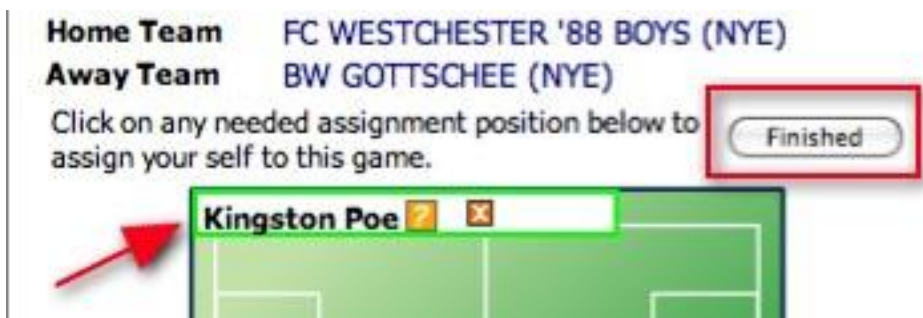 Home Team FC WESTCHESTER '88 BOYS (NYE)
Away Team BW GOTTSCHEE (NYE)
Click on any needed assignment position below to
assign your self to this game.
Finished
Kingston Poe ? X